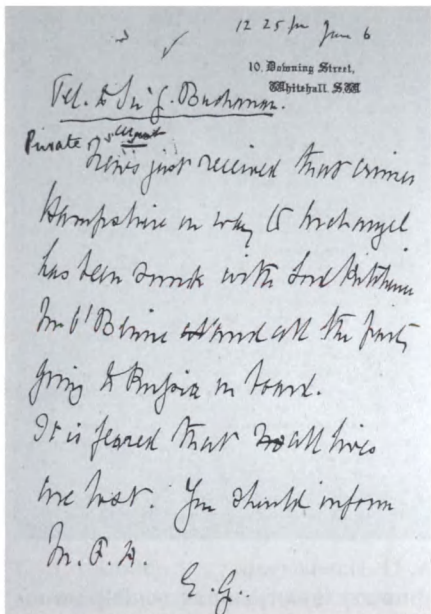 12 25 pm June 6
10, Downing Street,
Whitehall. S.W.
Tel. to Sir G. Buchanan.
Private & Urgent
News just received that cruiser
Hampshire on way to Archangel
has been sunk with Lord Kitchener
Mr O'Beirne and all the party
going to Russia on board.
It is feared that all lives
are lost. You should inform
M. F. A.
E. G.